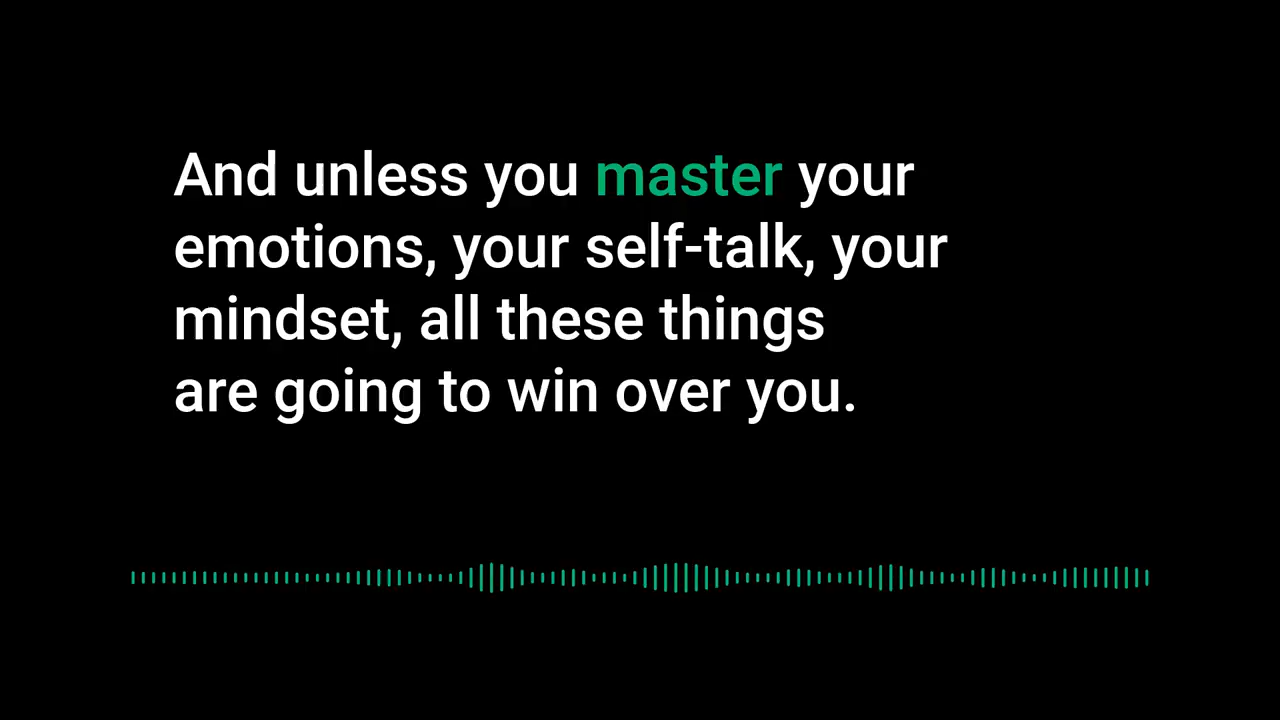 And unless you master your
emotions, your self-talk, your
mindset, all these things
are going to win over you.